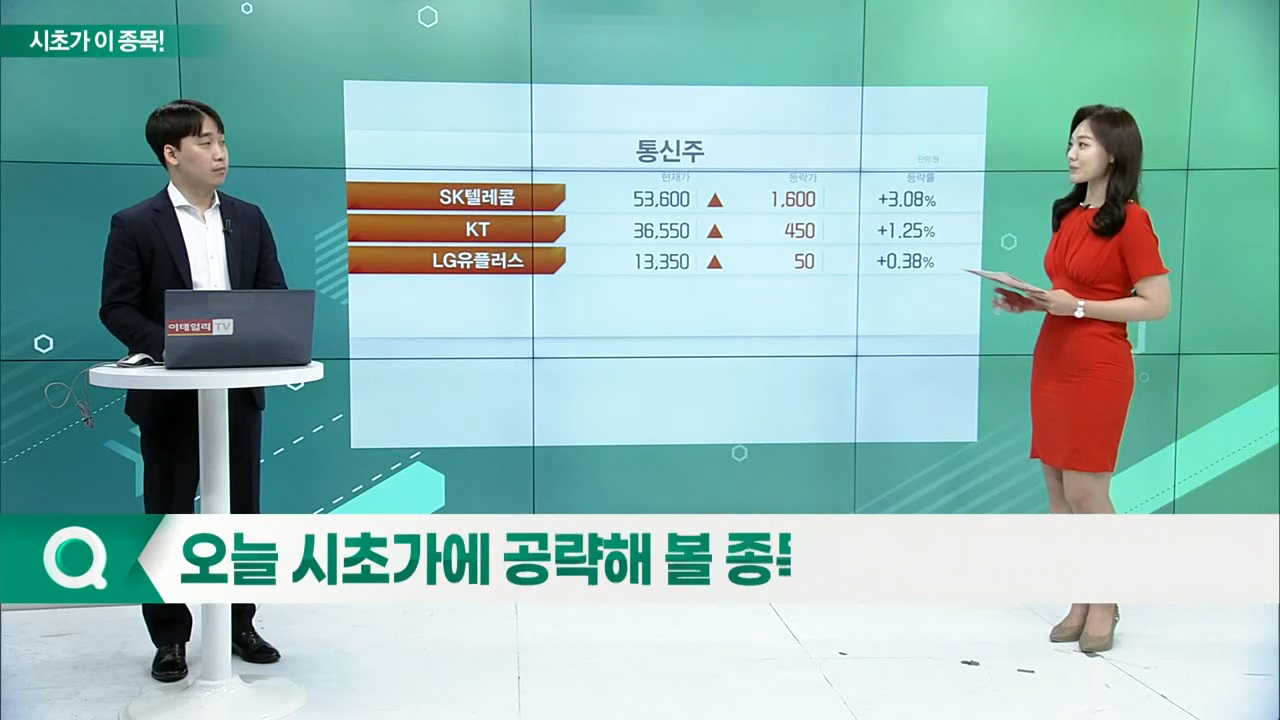 시초가 이 종목!
통신주
단위:원
현재가 등락가 등락률
SK텔레콤 53,600 ▲ 1,600 +3.08%
KT 36,550 ▲ 450 +1.25%
LG유플러스 13,350 ▲ 50 +0.38%
이데일리 TV
오늘 시초가에 공략해 볼